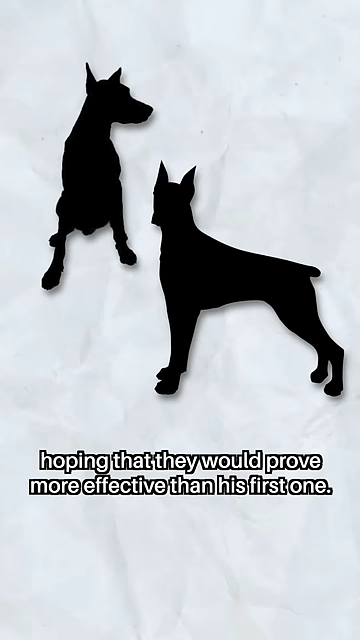 hoping that they would prove
more effective than his first one.